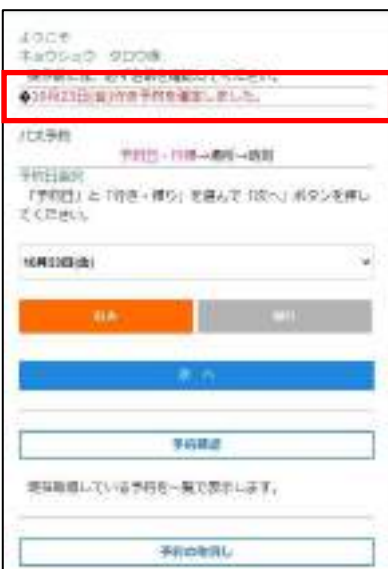 ようこそ
キョウショウ タロウ様
�10月23日(金)行き予約を確定しました。
バス予約
予約日・行帰→場所→時刻
予約日選択
「予約日」と「行き・帰り」を選んで「次へ」ボタンを押し
てください。
10月23日(金)
行き
帰り
次 へ
予約確認
現在取得している予約を一覧で表示します。
予約の取消し